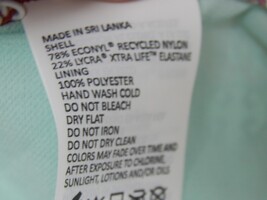 MADE IN SRI LANKA
SHELL
78% ECONYL® RECYCLED NYLON
22% LYCRA® XTRA LIFE™ ELASTANE
LINING
100% POLYESTER
HAND WASH COLD
DO NOT BLEACH
DRY FLAT
DO NOT IRON
DO NOT DRY CLEAN
COLORS MAY FADE OVER TIME AND
AFTER EXPOSURE TO CHLORINE,
SUNLIGHT, LOTIONS AND/OR OILS